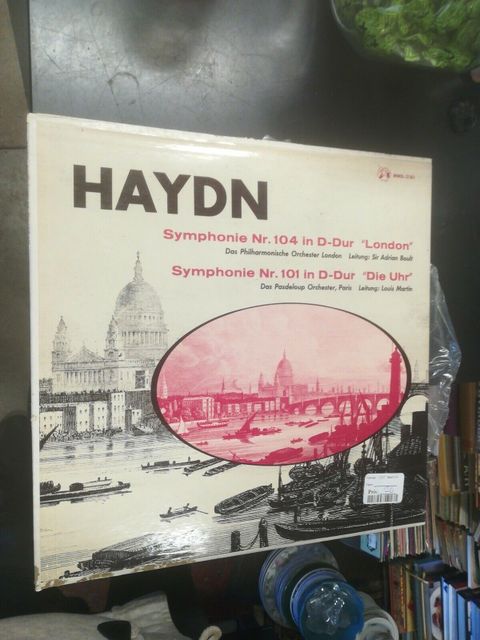 HAYDN
Symphonie Nr. 104 in D-Dur "London"
Das Philharmonische Orchester London Leitung: Sir Adrian Boult
Symphonie Nr. 101 in D-Dur "Die Uhr"
Das Pasdeloup Orchester, Paris Leitung: Louis Martin